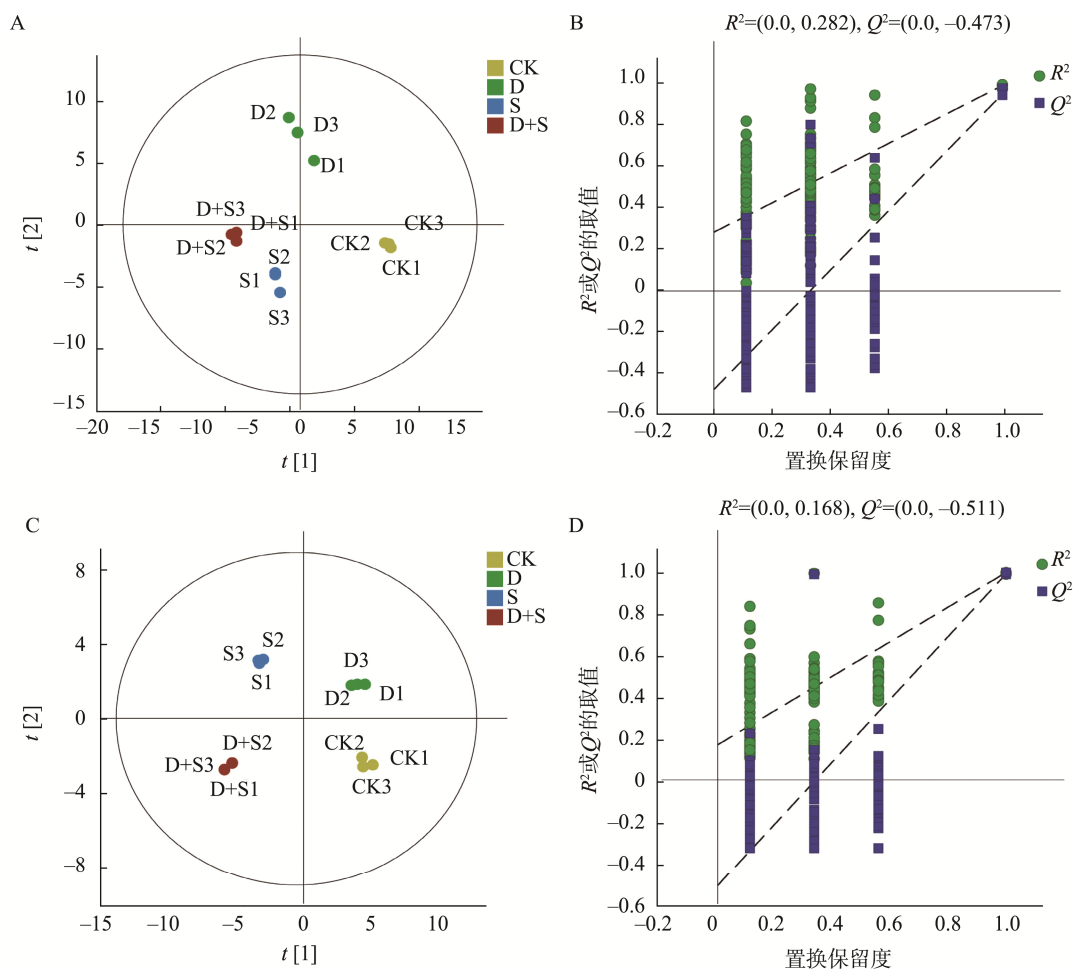 A
CK
D
S
D+S
10
5
0
–5
–10
–15
–20
–15
–10
–5
0
5
10
15
t [2]
t [1]
D2
D3
D1
D+S3
D+S1
D+S2
S2
S1
S3
CK3
CK2
CK1
B
R²=(0.0, 0.282), Q²=(0.0, –0.473)
R²
Q²
1.0
0.8
0.6
0.4
0.2
0
–0.2
–0.4
–0.6
–0.2
0
0.2
0.4
0.6
0.8
1.0
R²或Q²的取值
置换保留度
C
CK
D
S
D+S
8
4
0
–4
–8
–15
–10
–5
0
5
10
t [2]
t [1]
S3
S2
S1
D3
D2
D1
D+S2
D+S3
D+S1
CK2
CK1
CK3
D
R²=(0.0, 0.168), Q²=(0.0, –0.511)
R²
Q²
1.0
0.8
0.6
0.4
0.2
0
–0.2
–0.4
–0.6
–0.2
0
0.2
0.4
0.6
0.8
1.0
R²或Q²的取值
置换保留度